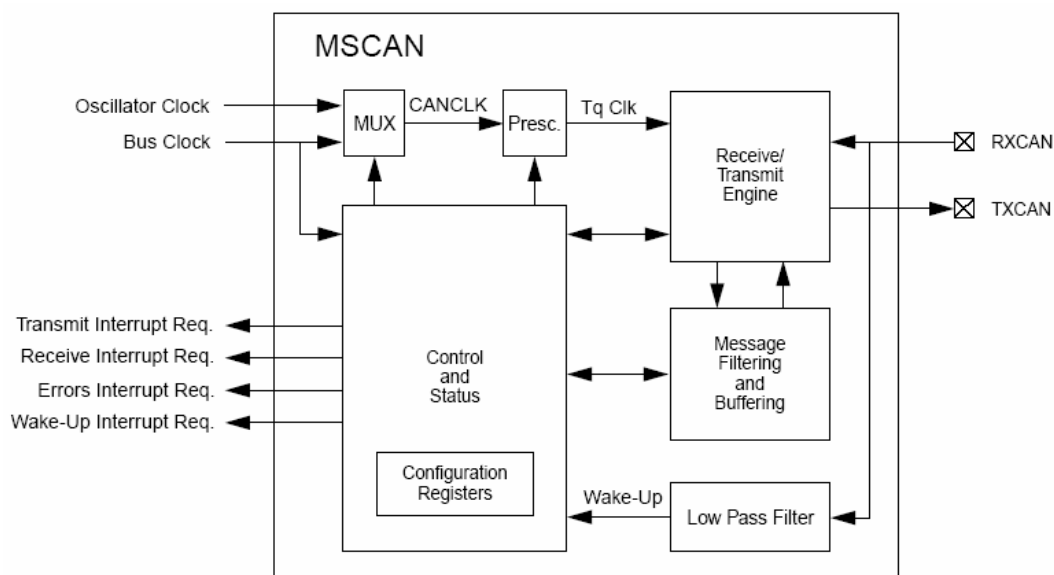 MSCAN
Oscillator Clock
Bus Clock
MUX
CANCLK
Presc.
Tq Clk
Receive/
Transmit
Engine
RXCAN
TXCAN
Transmit Interrupt Req.
Receive Interrupt Req.
Errors Interrupt Req.
Wake-Up Interrupt Req.
Control
and
Status
Message
Filtering
and
Buffering
Configuration
Registers
Wake-Up
Low Pass Filter